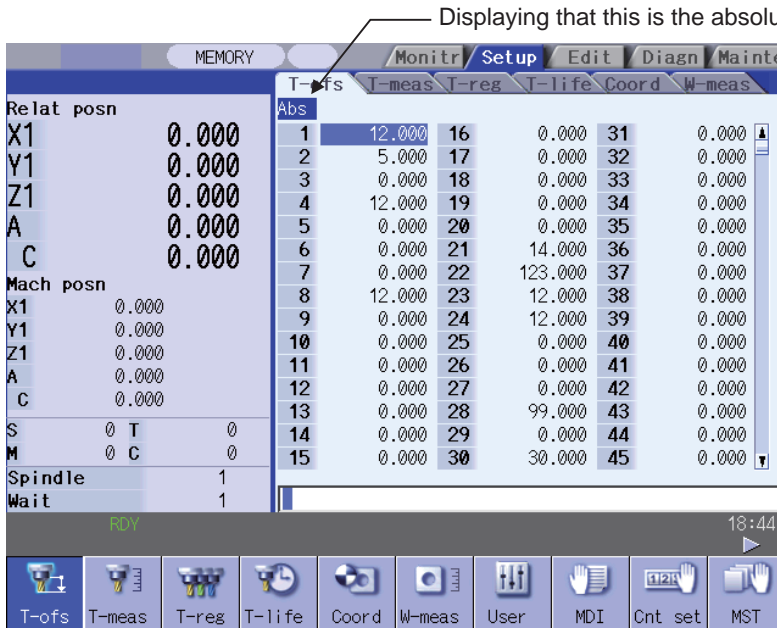 Displaying that this is the
MEMORY
Monitr Setup Edit Diagn
T-ofs T-meas T-reg T-life Coord W-meas
Relat posn
X1 0.000
Y1 0.000
Z1 0.000
A 0.000
C 0.000
Mach posn
X1 0.000
Y1 0.000
Z1 0.000
A 0.000
C 0.000
S 0 T 0
M 0 C 0
Spindle 1
Wait 1
Abs
1 12.000 16 0.000 31 0.000
2 5.000 17 0.000 32 0.000
3 0.000 18 0.000 33 0.000
4 12.000 19 0.000 34 0.000
5 0.000 20 0.000 35 0.000
6 0.000 21 14.000 36 0.000
7 0.000 22 123.000 37 0.000
8 12.000 23 12.000 38 0.000
9 0.000 24 12.000 39 0.000
10 0.000 25 0.000 40 0.000
11 0.000 26 0.000 41 0.000
12 0.000 27 0.000 42 0.000
13 0.000 28 99.000 43 0.000
14 0.000 29 0.000 44 0.000
15 0.000 30 30.000 45 0.000
RDY 18:44
T-ofs T-meas T-reg T-life Coord W-meas User MDI Cnt set MST